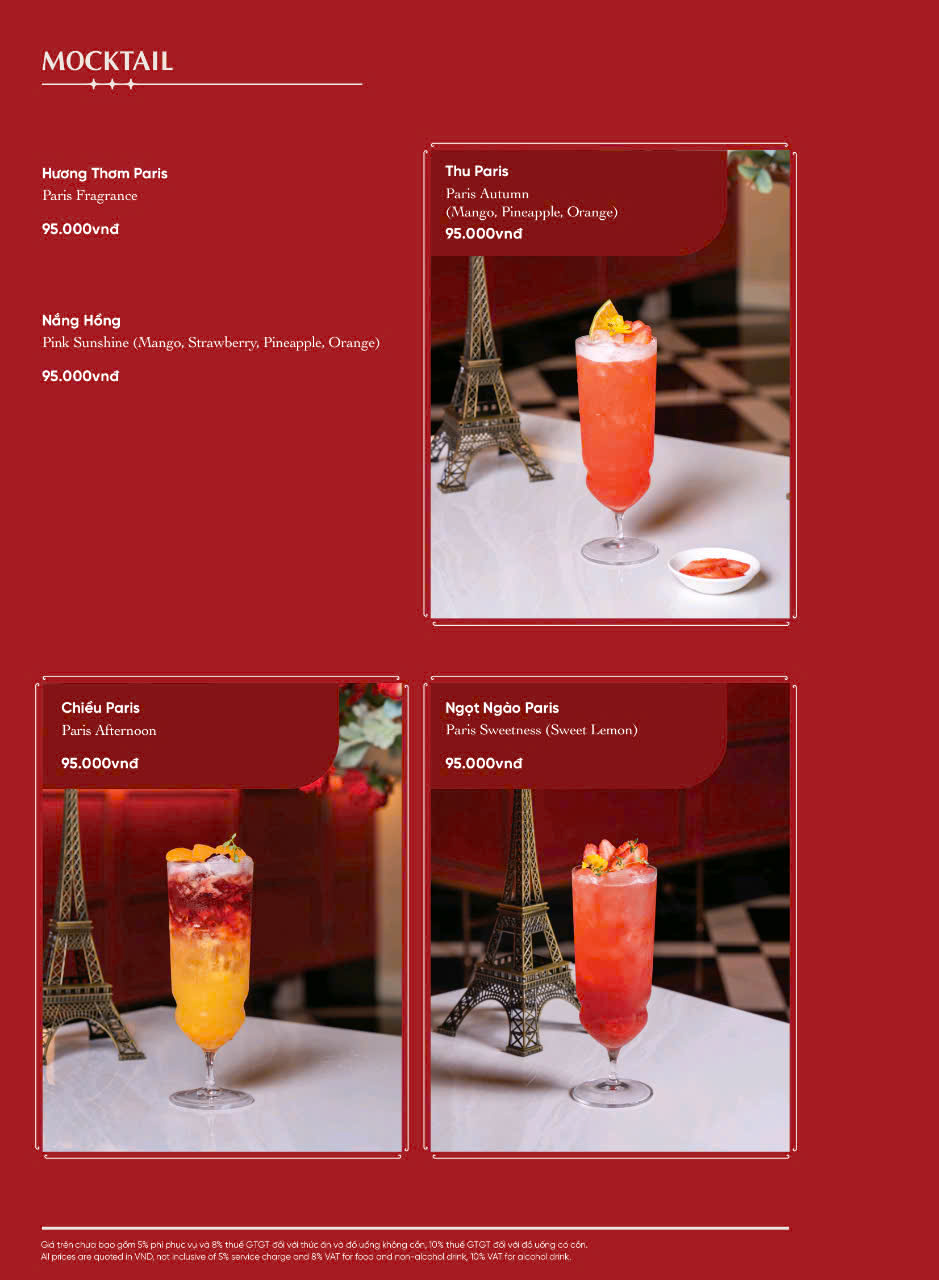 MOCKTAIL
Hương Thơm Paris
Paris Fragrance
95.000vnđ
Nắng Hồng
Pink Sunshine (Mango, Strawberry, Pineapple, Orange)
95.000vnđ
Thu Paris
Paris Autumn
(Mango, Pineapple, Orange)
95.000vnđ
Chiều Paris
Paris Afternoon
95.000vnđ
Ngọt Ngào Paris
Paris Sweetness (Sweet Lemon)
95.000vnđ
Giá trên chưa bao gồm 5% phí phục vụ và 8% thuế GTGT đối với thức ăn và đồ uống không cồn, 10% thuế GTGT đối với đồ uống có cồn.
All prices are quoted in VND, not inclusive of 5% service charge and 8% VAT for food and non-alcohol drink, 10% VAT for alcohol drink.